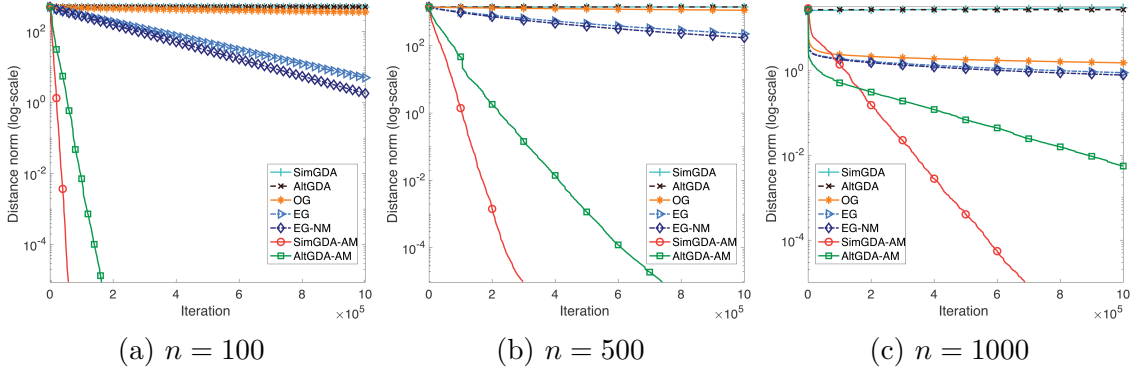 Distance norm (log-scale)
10^2
10^0
10^-2
10^-4
SimGDA
AltGDA
OG
EG
EG-NM
SimGDA-AM
AltGDA-AM
0 2 4 6 8 10
Iteration
×10^5
(a) n = 100
Distance norm (log-scale)
10^2
10^0
10^-2
10^-4
SimGDA
AltGDA
OG
EG
EG-NM
SimGDA-AM
AltGDA-AM
0 2 4 6 8 10
Iteration
×10^5
(b) n = 500
Distance norm (log-scale)
10^0
10^-2
10^-4
SimGDA
AltGDA
OG
EG
EG-NM
SimGDA-AM
AltGDA-AM
0 2 4 6 8 10
Iteration
×10^5
(c) n = 1000